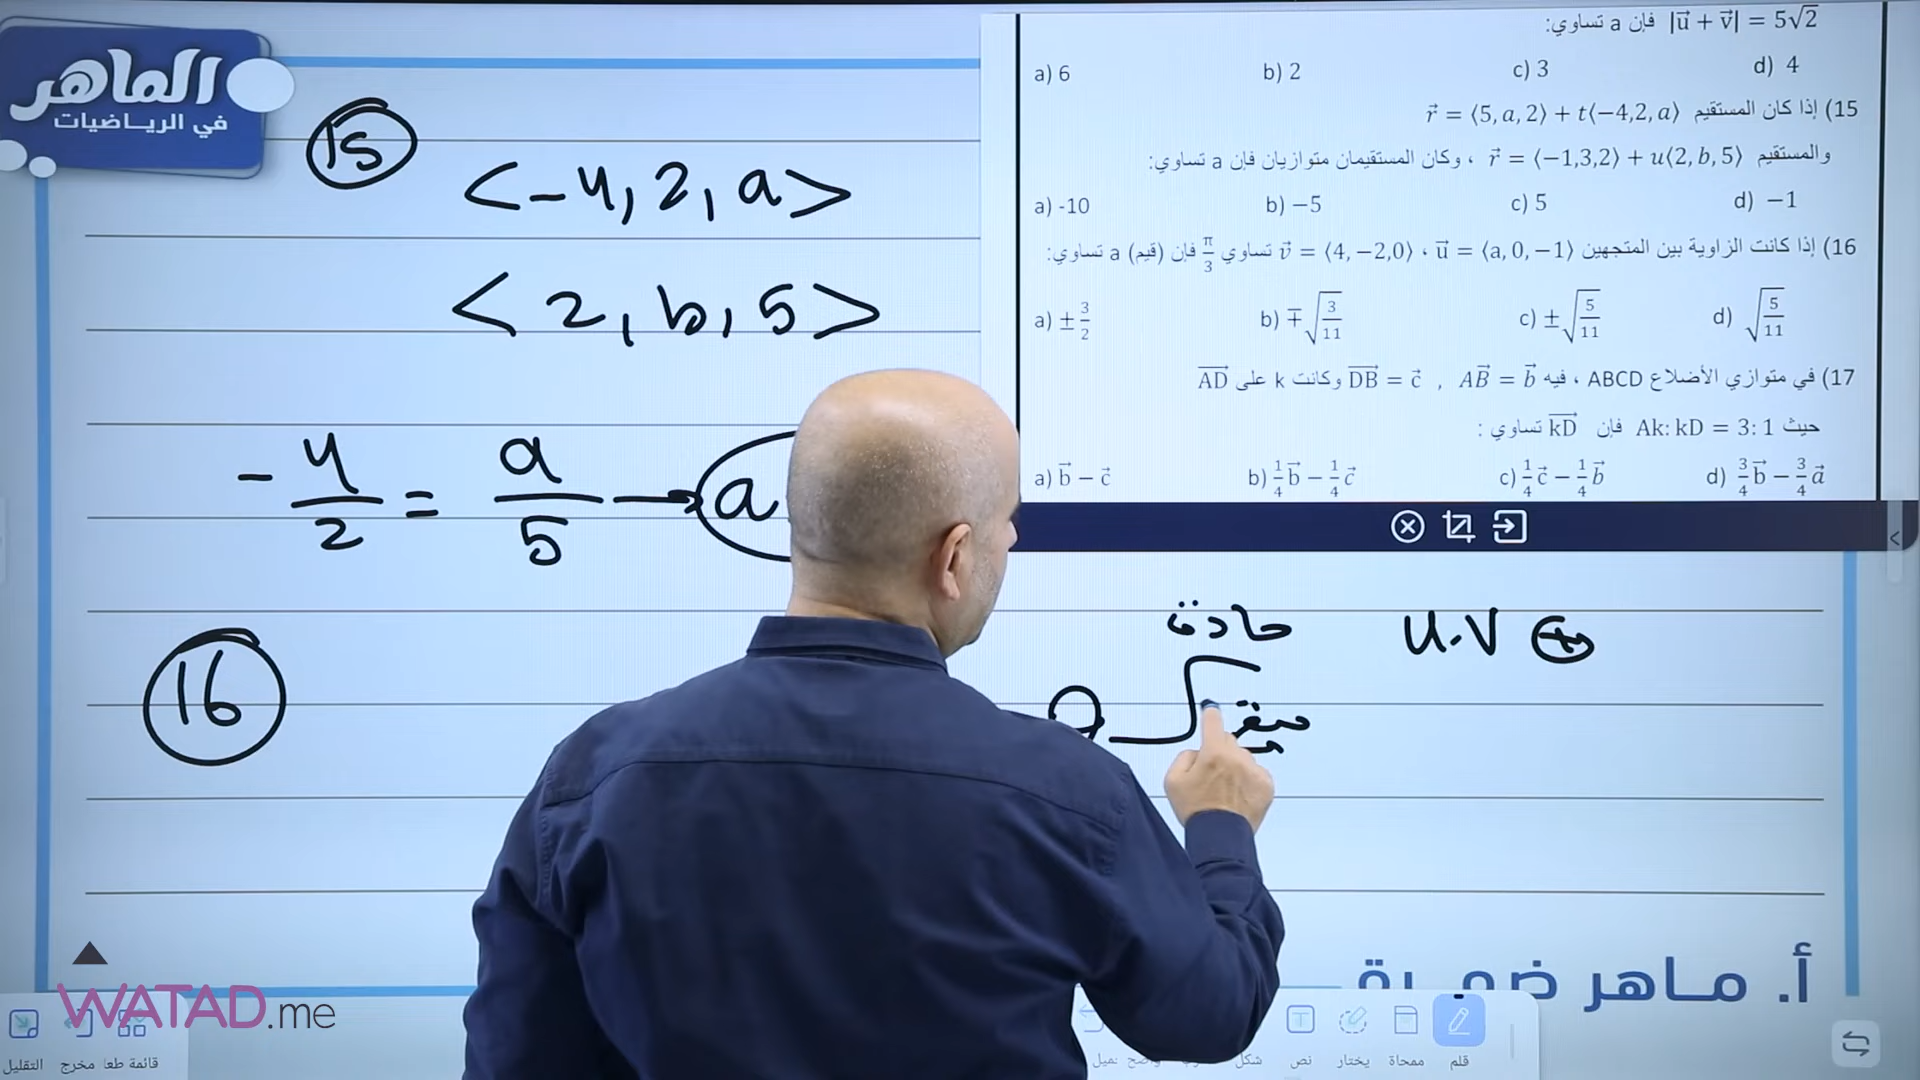 الماهر
في الرياضيات
|u⃗ + v⃗| = 5√2 فإن a تساوي:
a) 6 b) 2 c) 3 d) 4
15) إذا كان المستقيم r⃗ = ⟨5, a, 2⟩ + t⟨−4,2, a⟩
والمستقيم r⃗ = ⟨−1,3,2⟩ + u⟨2, b, 5⟩ ، وكان المستقيمان متوازيان فإن a تساوي:
a) -10 b) −5 c) 5 d) −1
16) إذا كانت الزاوية بين المتجهين u⃗ = ⟨a, 0, −1⟩ ، v⃗ = ⟨4, −2,0⟩ تساوي π/3 فإن (قيم) a تساوي:
a) ± 3/2 b) ∓ √(3/11) c) ± √(5/11) d) √(5/11)
17) في متوازي الأضلاع ABCD ، فيه AB⃗ = b⃗ , DB⃗ = c⃗ وكانت k على AD⃗
حيث Ak: kD = 3: 1 فإن kD⃗ تساوي :
a) b⃗ − c⃗ b) 1/4 b⃗ − 1/4 c⃗ c) 1/4 c⃗ − 1/4 b⃗ d) 3/4 b⃗ − 3/4 a⃗
15
<-4, 2, a>
<2, b, 5>
-4/2 = a/5 → a
16
حادة
u.v +
أ. ماهر ضمرة
WATAD.me
التقليل
مخرج
قائمة طعا
شكل
نص
يختار
ممحاة
قلم